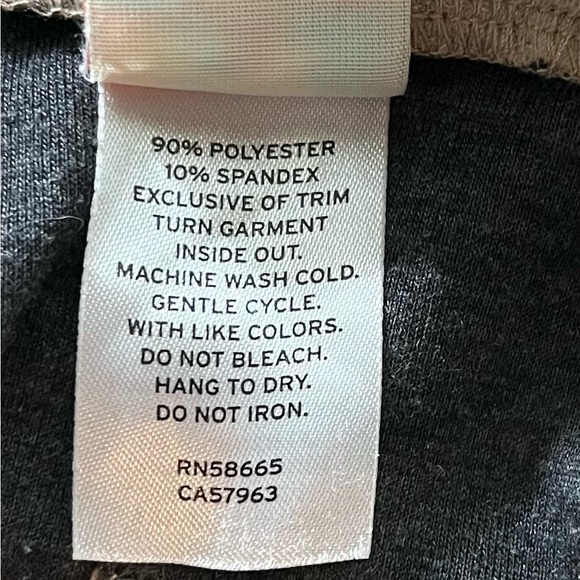 90% POLYESTER
10% SPANDEX
EXCLUSIVE OF TRIM
TURN GARMENT
INSIDE OUT.
MACHINE WASH COLD.
GENTLE CYCLE.
WITH LIKE COLORS.
DO NOT BLEACH.
HANG TO DRY.
DO NOT IRON.
RN58665
CA57963